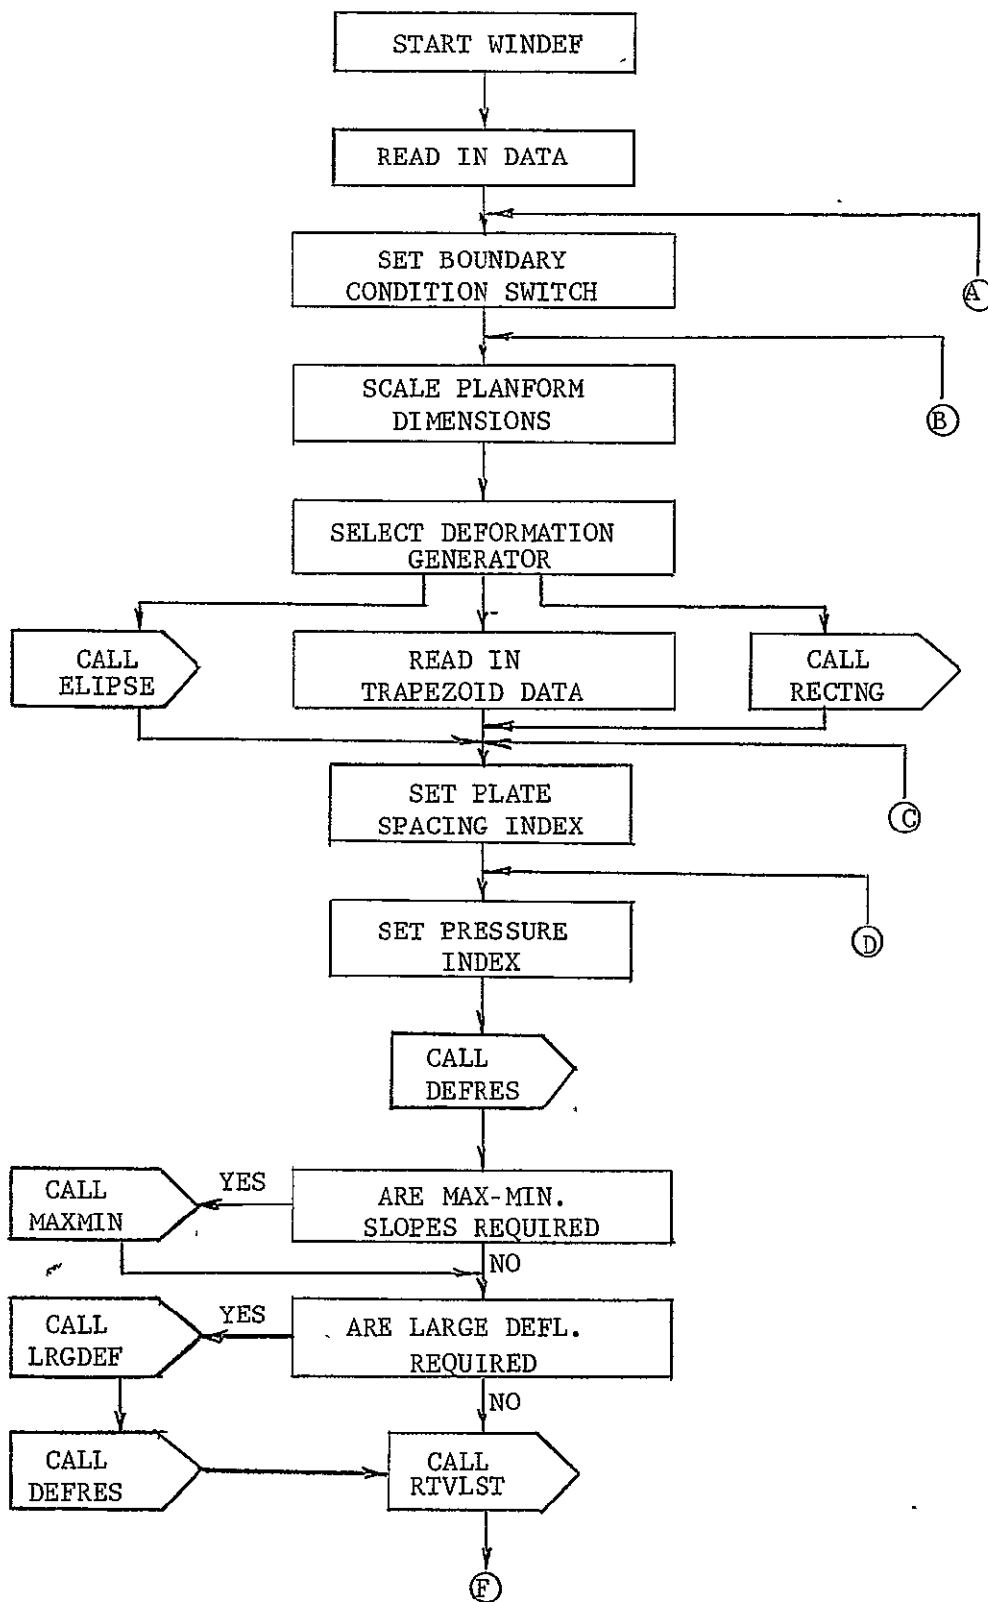 START WINDEF
READ IN DATA
SET BOUNDARY
CONDITION SWITCH
A
SCALE PLANFORM
DIMENSIONS
B
SELECT DEFORMATION
GENERATOR
CALL
ELIPSE
READ IN
TRAPEZOID DATA
CALL
RECTNG
SET PLATE
SPACING INDEX
C
SET PRESSURE
INDEX
D
CALL
DEFRES
CALL
MAXMIN
YES
ARE MAX-MIN.
SLOPES REQUIRED
NO
CALL
LRGDEF
YES
ARE LARGE DEFL.
REQUIRED
NO
CALL
DEFRES
CALL
RTVLST
F